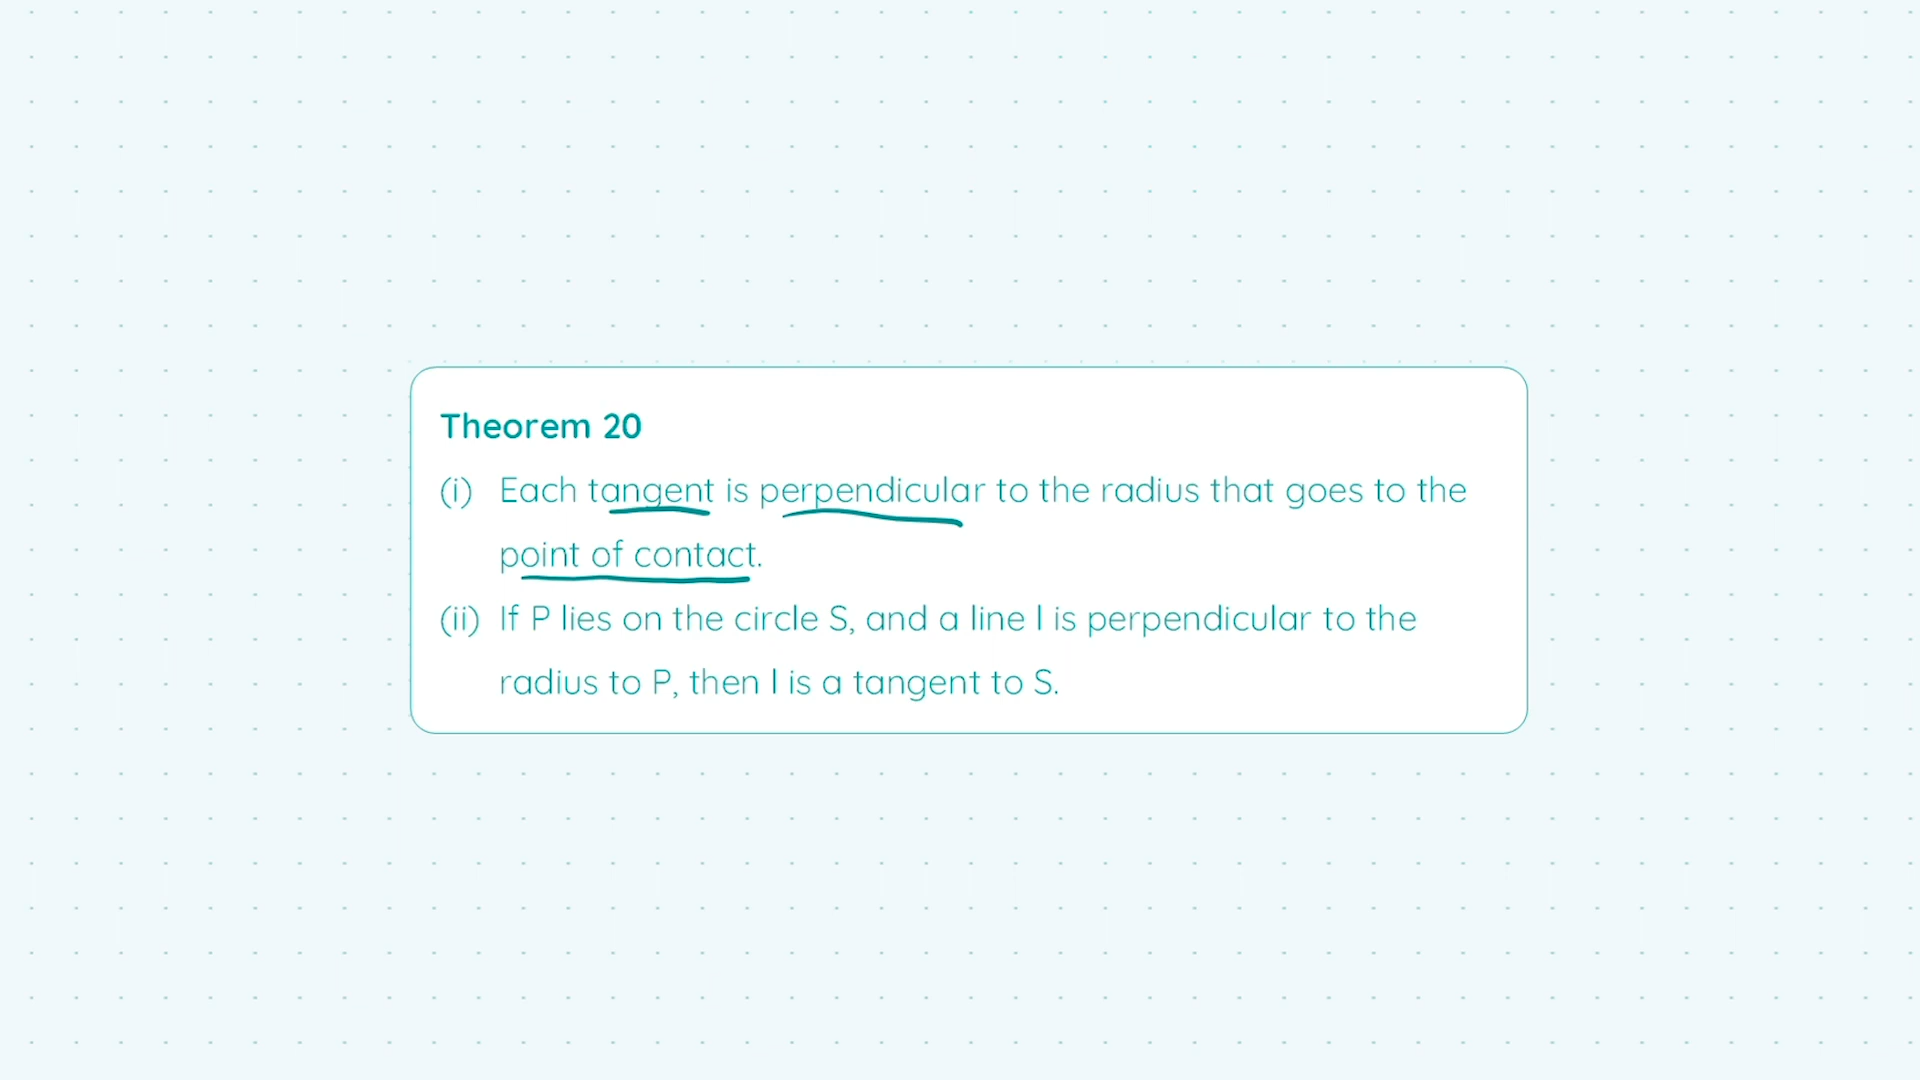 Theorem 20
(i) Each tangent is perpendicular to the radius that goes to the
point of contact.
(ii) If P lies on the circle S, and a line l is perpendicular to the
radius to P, then l is a tangent to S.